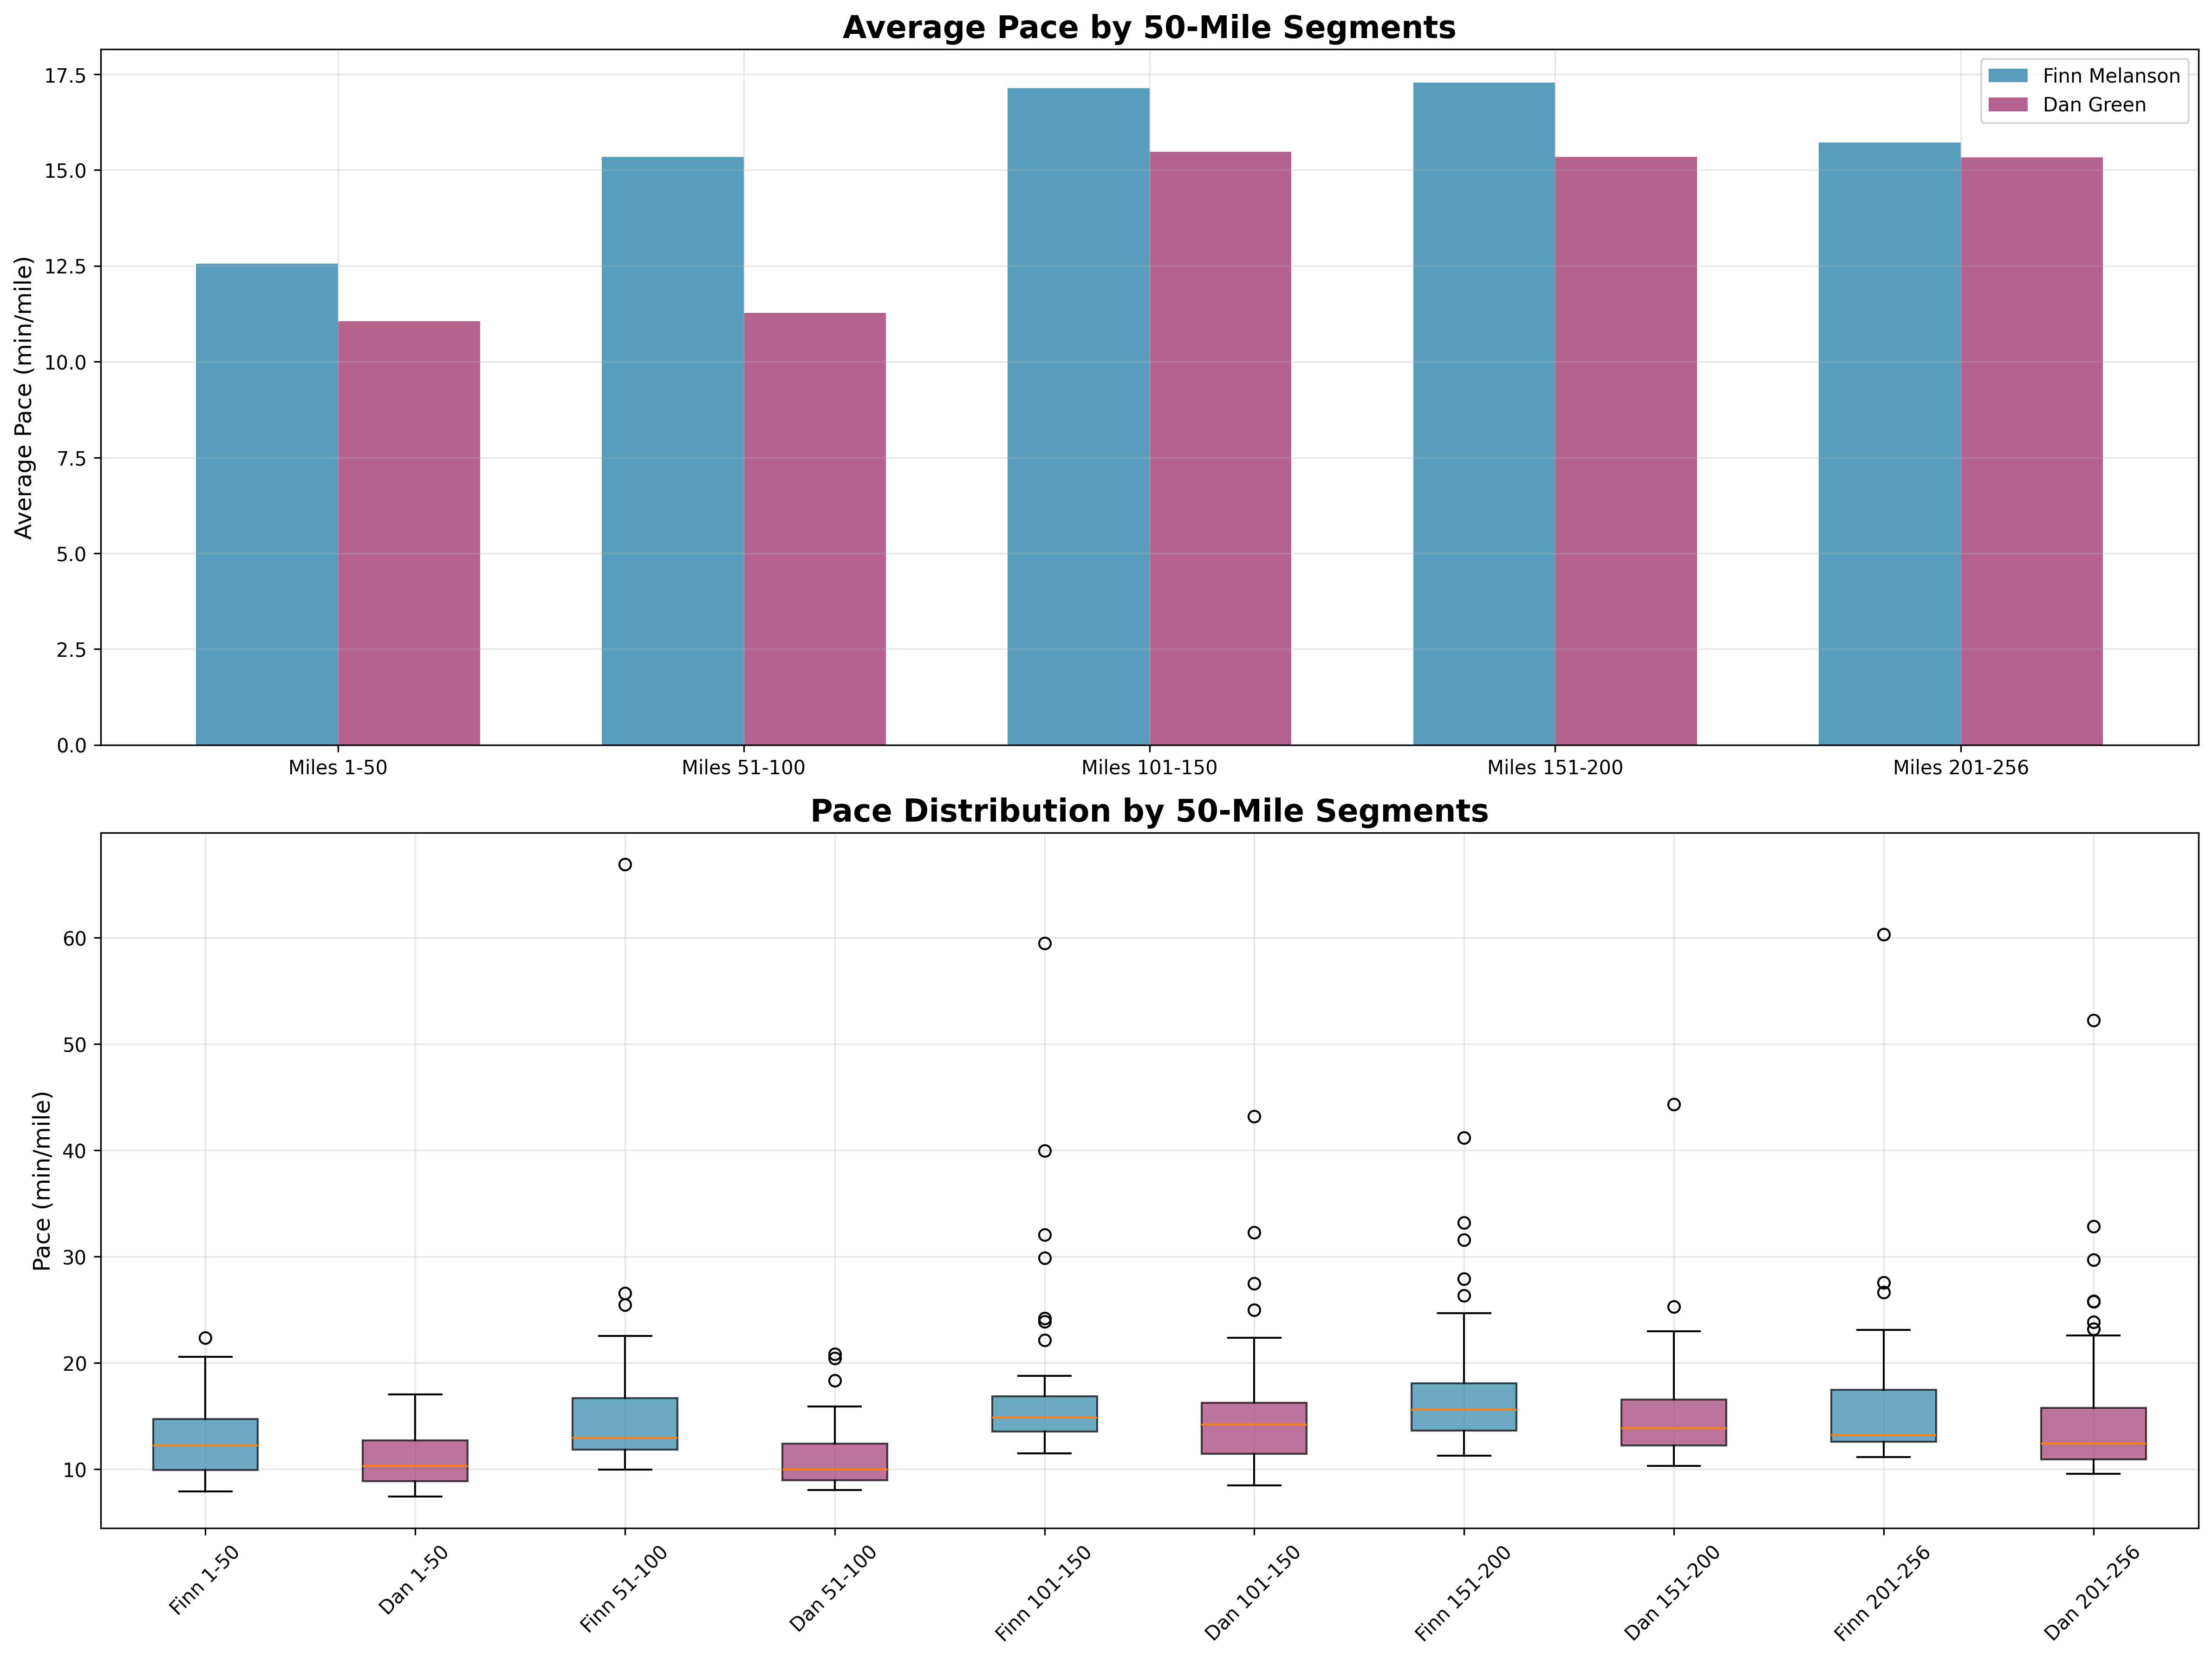 Average Pace by 50-Mile Segments
Average Pace (min/mile)
17.5
15.0
12.5
10.0
7.5
5.0
2.5
0.0
Finn Melanson
Dan Green
Miles 1-50
Miles 51-100
Miles 101-150
Miles 151-200
Miles 201-256
Pace Distribution by 50-Mile Segments
Pace (min/mile)
60
50
40
30
20
10
Finn 1-50
Dan 1-50
Finn 51-100
Dan 51-100
Finn 101-150
Dan 101-150
Finn 151-200
Dan 151-200
Finn 201-256
Dan 201-256